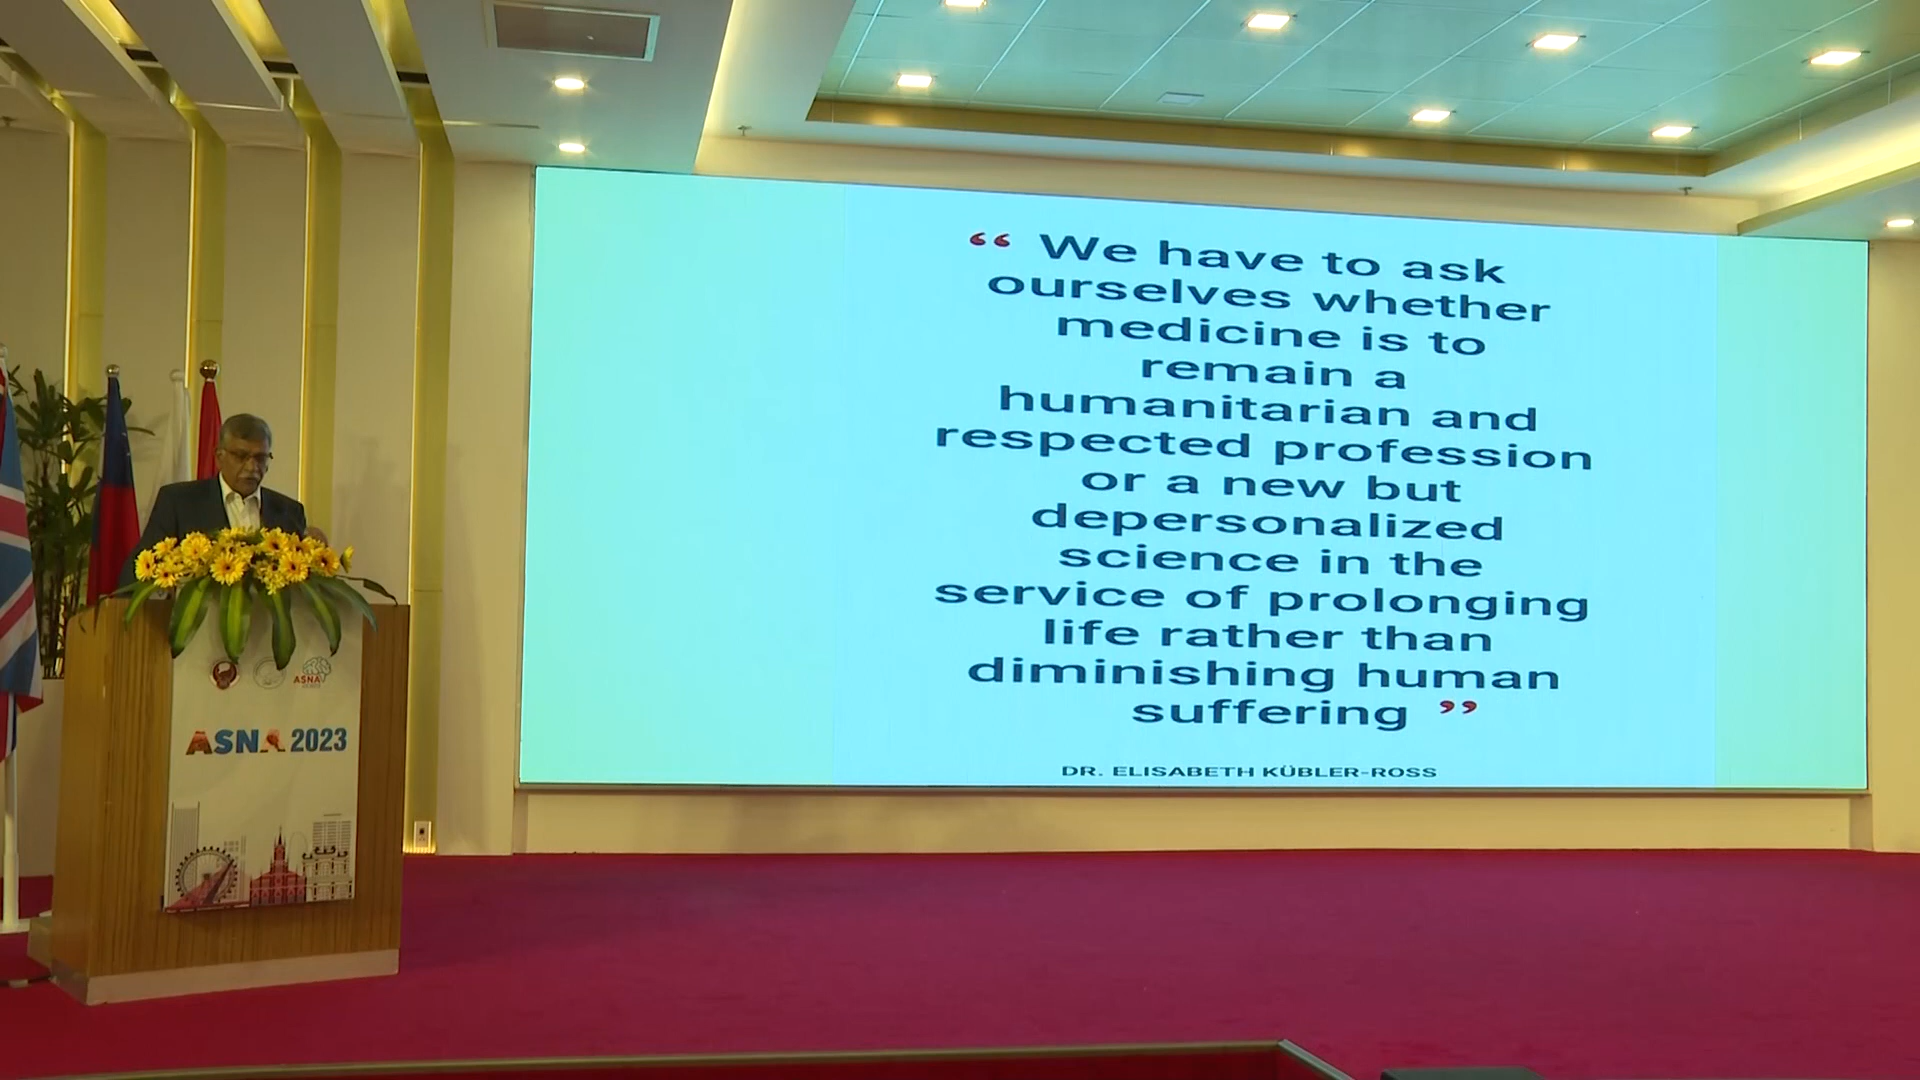 “ We have to ask
ourselves whether
medicine is to
remain a
humanitarian and
respected profession
or a new but
depersonalized
science in the
service of prolonging
life rather than
diminishing human
suffering ”
DR. ELISABETH KÜBLER-ROSS
ASNA
ASNA 2023